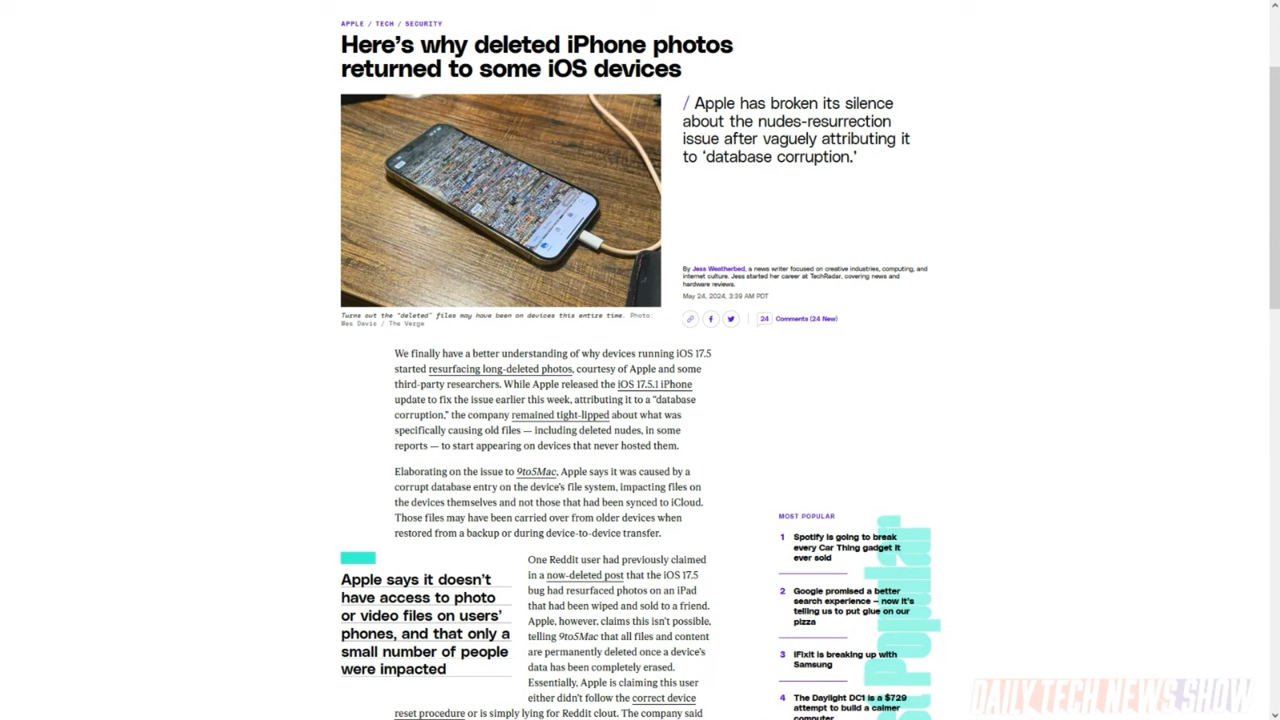 APPLE / TECH / SECURITY
Here's why deleted iPhone photos
returned to some iOS devices
/ Apple has broken its silence
about the nudes-resurrection
issue after vaguely attributing it
to 'database corruption.'
By Jess Weatherbed, a news writer focused on creative industries, computing, and
internet culture. Jess started her career at TechRadar, covering news and
hardware reviews.
May 24, 2024, 3:39 AM PDT
24 Comments (24 New)
Turns out the "deleted" files may have been on devices this entire time. Photo:
Wes Davis / The Verge
We finally have a better understanding of why devices running iOS 17.5
started resurfacing long-deleted photos, courtesy of Apple and some
third-party researchers. While Apple released the iOS 17.5.1 iPhone
update to fix the issue earlier this week, attributing it to a "database
corruption," the company remained tight-lipped about what was
specifically causing old files — including deleted nudes, in some
reports — to start appearing on devices that never hosted them.
Elaborating on the issue to 9to5Mac, Apple says it was caused by a
corrupt database entry on the device's file system, impacting files on
the devices themselves and not those that had been synced to iCloud.
Those files may have been carried over from older devices when
restored from a backup or during device-to-device transfer.
Apple says it doesn't
have access to photo
or video files on users'
phones, and that only a
small number of people
were impacted
One Reddit user had previously claimed
in a now-deleted post that the iOS 17.5
bug had resurfaced photos on an iPad
that had been wiped and sold to a friend.
Apple, however, claims this isn't possible,
telling 9to5Mac that all files and content
are permanently deleted once a device's
data has been completely erased.
Essentially, Apple is claiming this user
either didn't follow the correct device
reset procedure or is simply lying for Reddit clout. The company said
MOST POPULAR
1 Spotify is going to break
every Car Thing gadget it
ever sold
2 Google promised a better
search experience — now it's
telling us to put glue on our
pizza
3 iFixit is breaking up with
Samsung
4 The Daylight DC1 is a $729
attempt to build a calmer
computer
st Popular
DAILY TECH NEWS SHOW